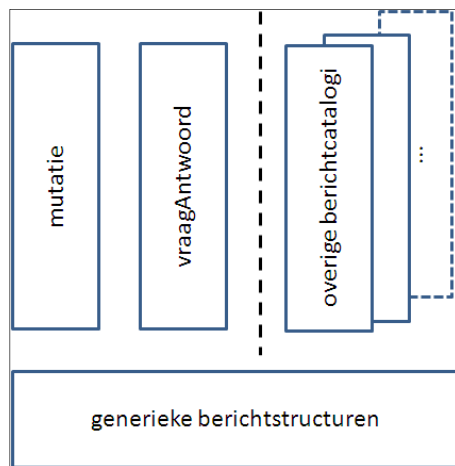 mutatie
vraagAntwoord
overige berichtcatalogi
...
generieke berichtstructuren